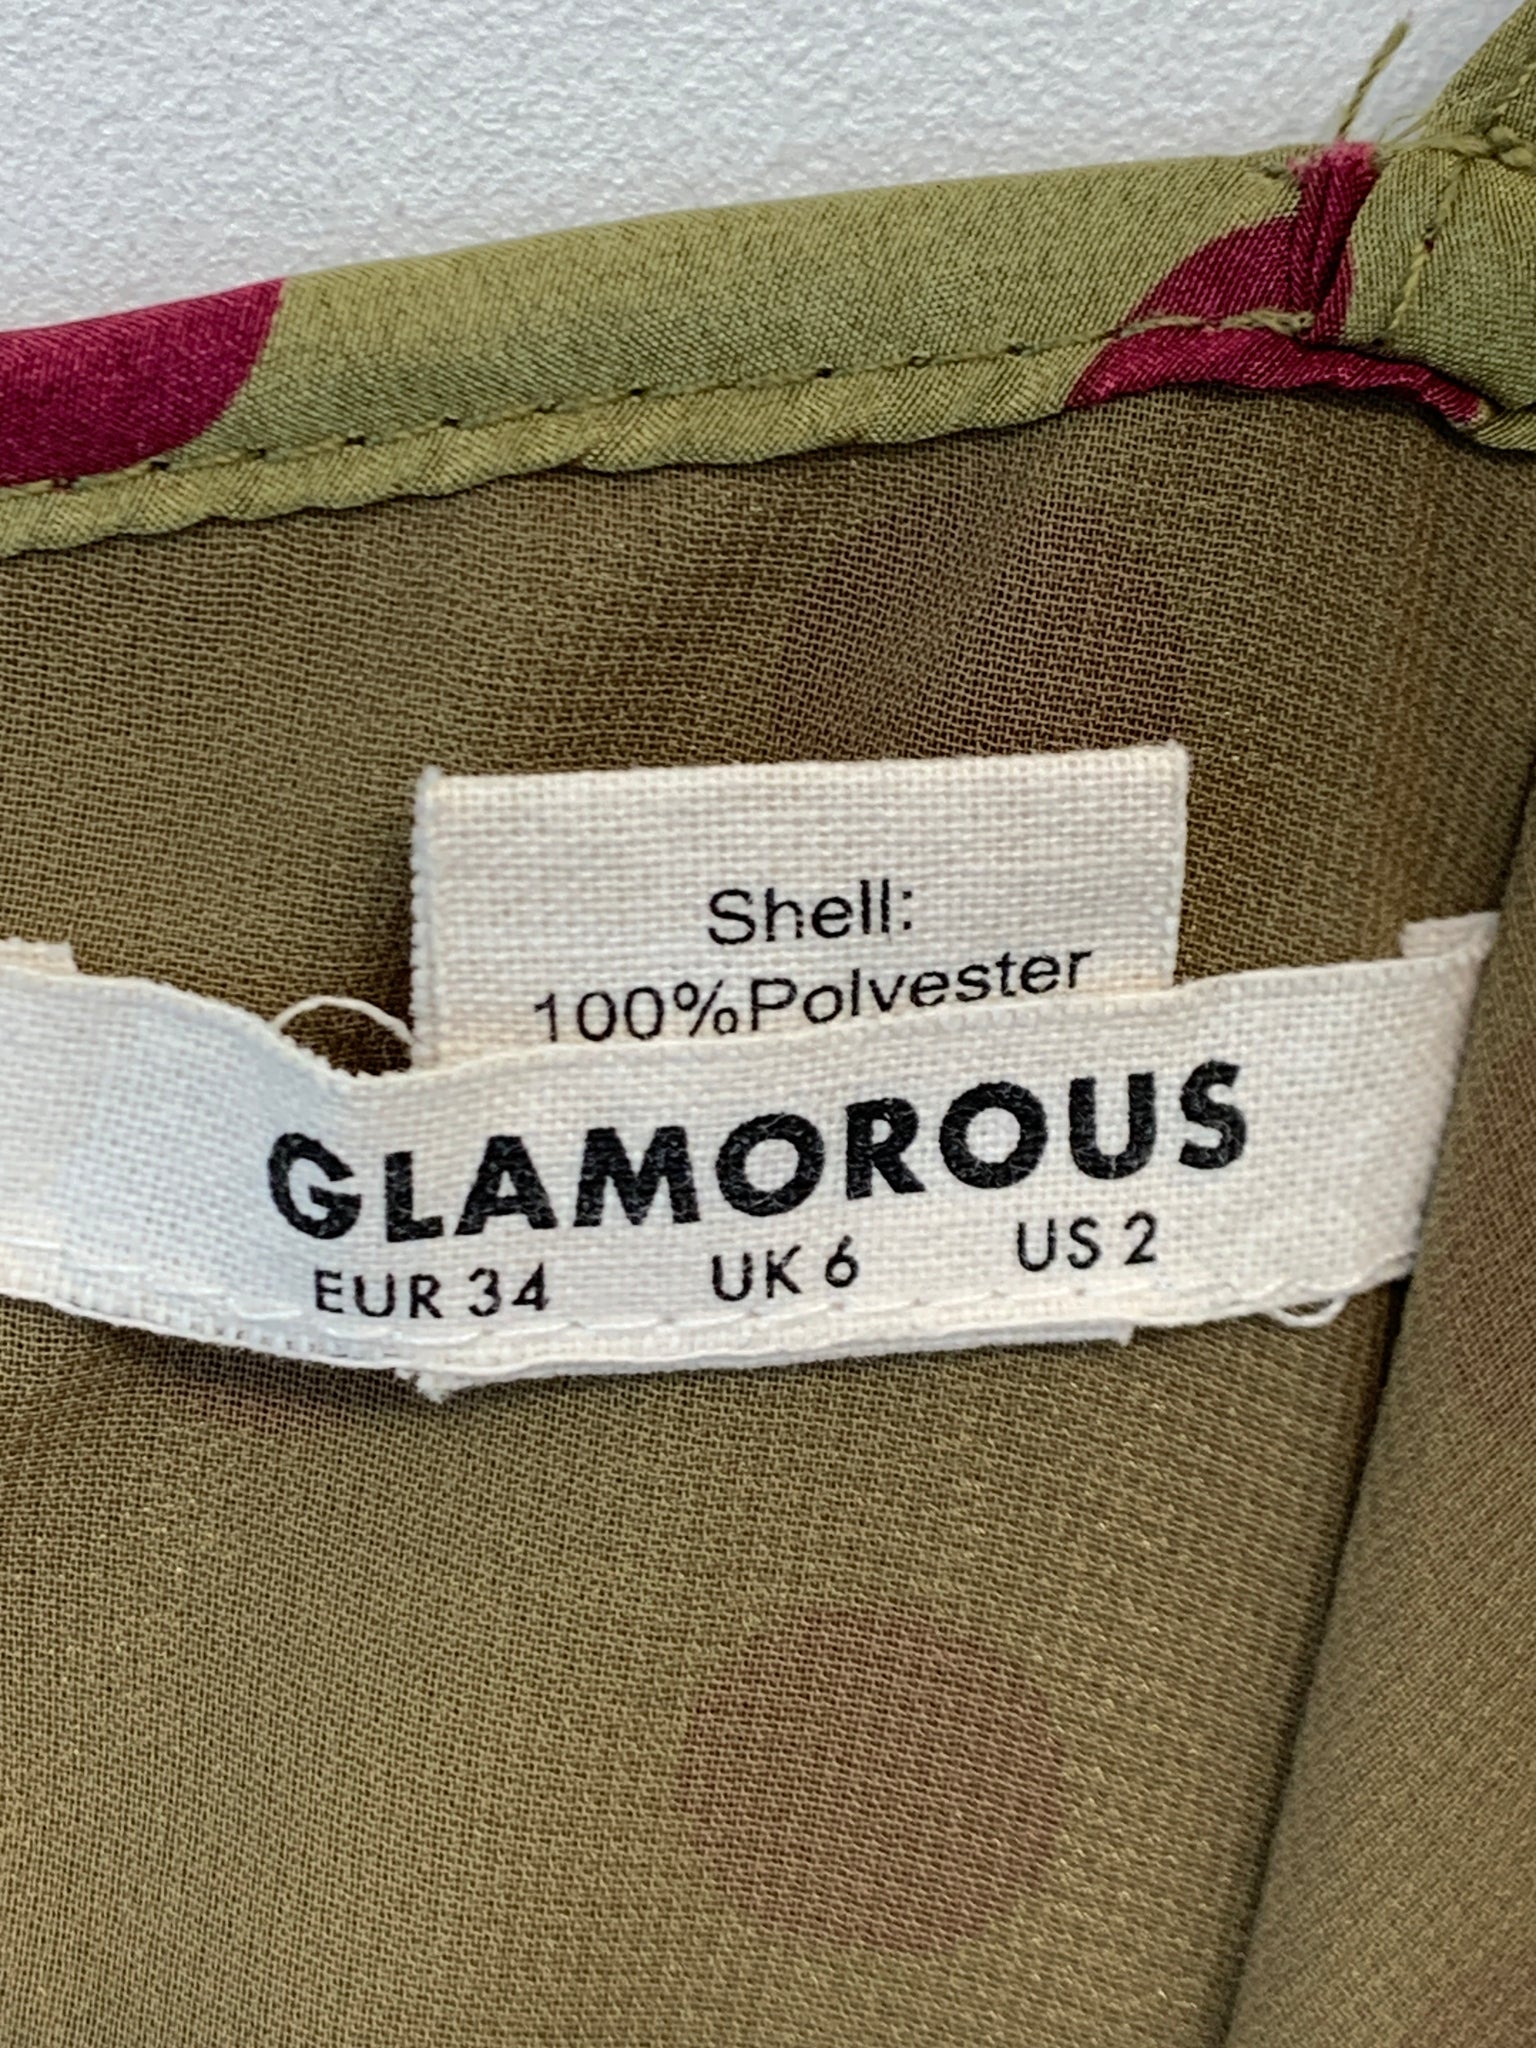 Shell:
100%Polyester
GLAMOROUS
EUR 34 UK 6 US 2